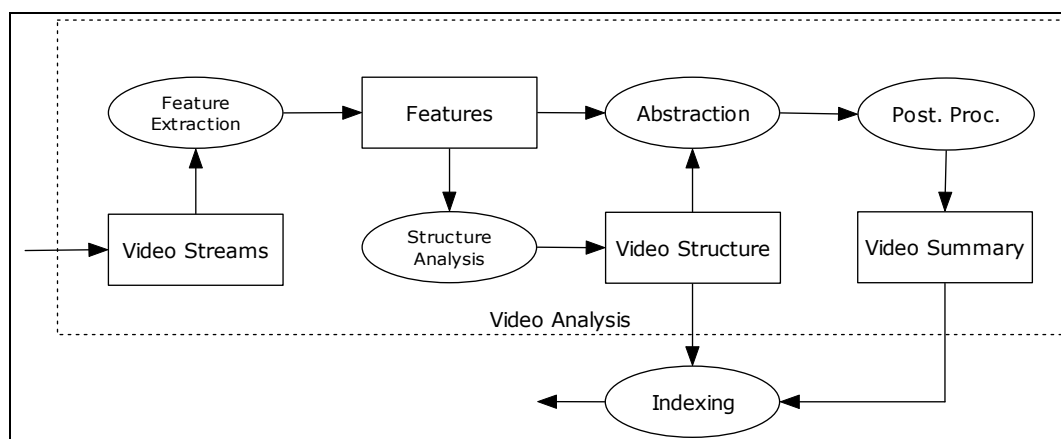 Feature
Extraction
Features
Abstraction
Post. Proc.
Video Streams
Structure
Analysis
Video Structure
Video Summary
Video Analysis
Indexing